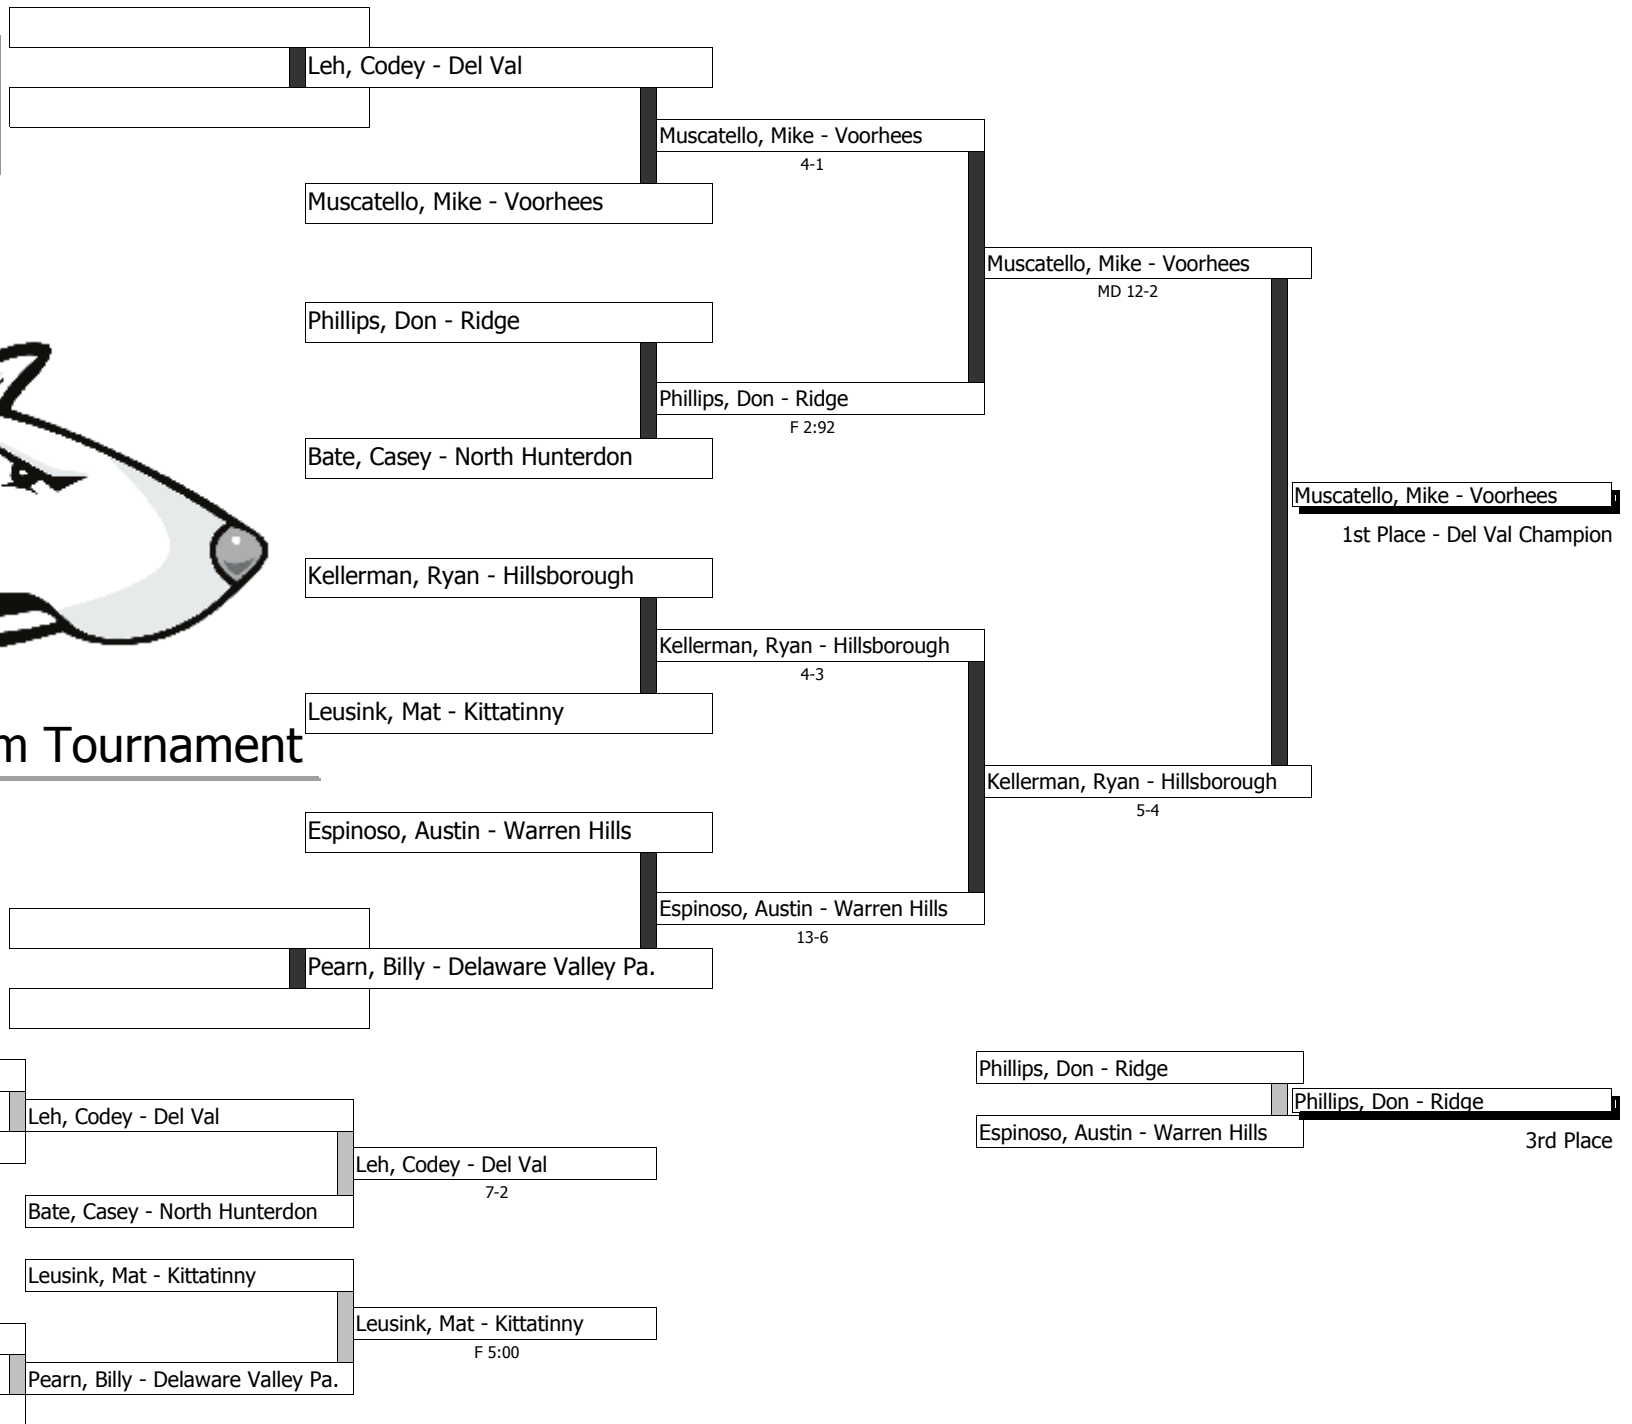 Leh, Codey - Del Val
Muscatello, Mike - Voorhees
4-1
Muscatello, Mike - Voorhees
Muscatello, Mike - Voorhees
MD 12-2
Phillips, Don - Ridge
Phillips, Don - Ridge
F 2:92
Bate, Casey - North Hunterdon
Muscatello, Mike - Voorhees
1st Place - Del Val Champion
Kellerman, Ryan - Hillsborough
Kellerman, Ryan - Hillsborough
4-3
Leusink, Mat - Kittatinny
m Tournament
Kellerman, Ryan - Hillsborough
5-4
Espinoso, Austin - Warren Hills
Espinoso, Austin - Warren Hills
13-6
Pearn, Billy - Delaware Valley Pa.
Phillips, Don - Ridge
Phillips, Don - Ridge
Espinoso, Austin - Warren Hills
3rd Place
Leh, Codey - Del Val
Leh, Codey - Del Val
7-2
Bate, Casey - North Hunterdon
Leusink, Mat - Kittatinny
Leusink, Mat - Kittatinny
F 5:00
Pearn, Billy - Delaware Valley Pa.